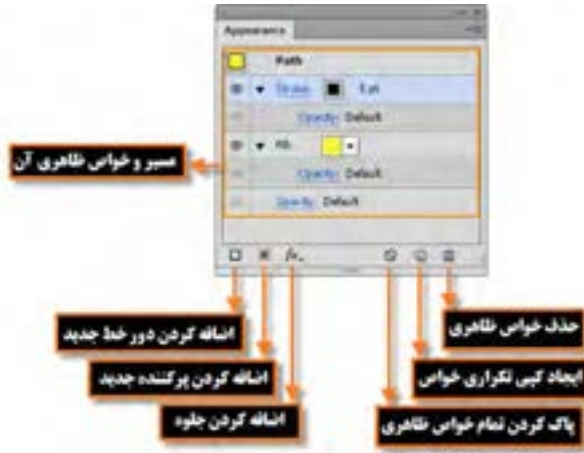 Appearance
Path
Stroke: 1 pt
Opacity: Default
Fill:
Opacity: Default
Opacity: Default
مسیر و خواص ظاهری آن
fx
اضافه کردن دور خط جدید
اضافه کردن پرکننده جدید
اضافه کردن جلوه
حذف خواص ظاهری
ایجاد کپی تکراری خواص
پاک کردن تمام خواص ظاهری